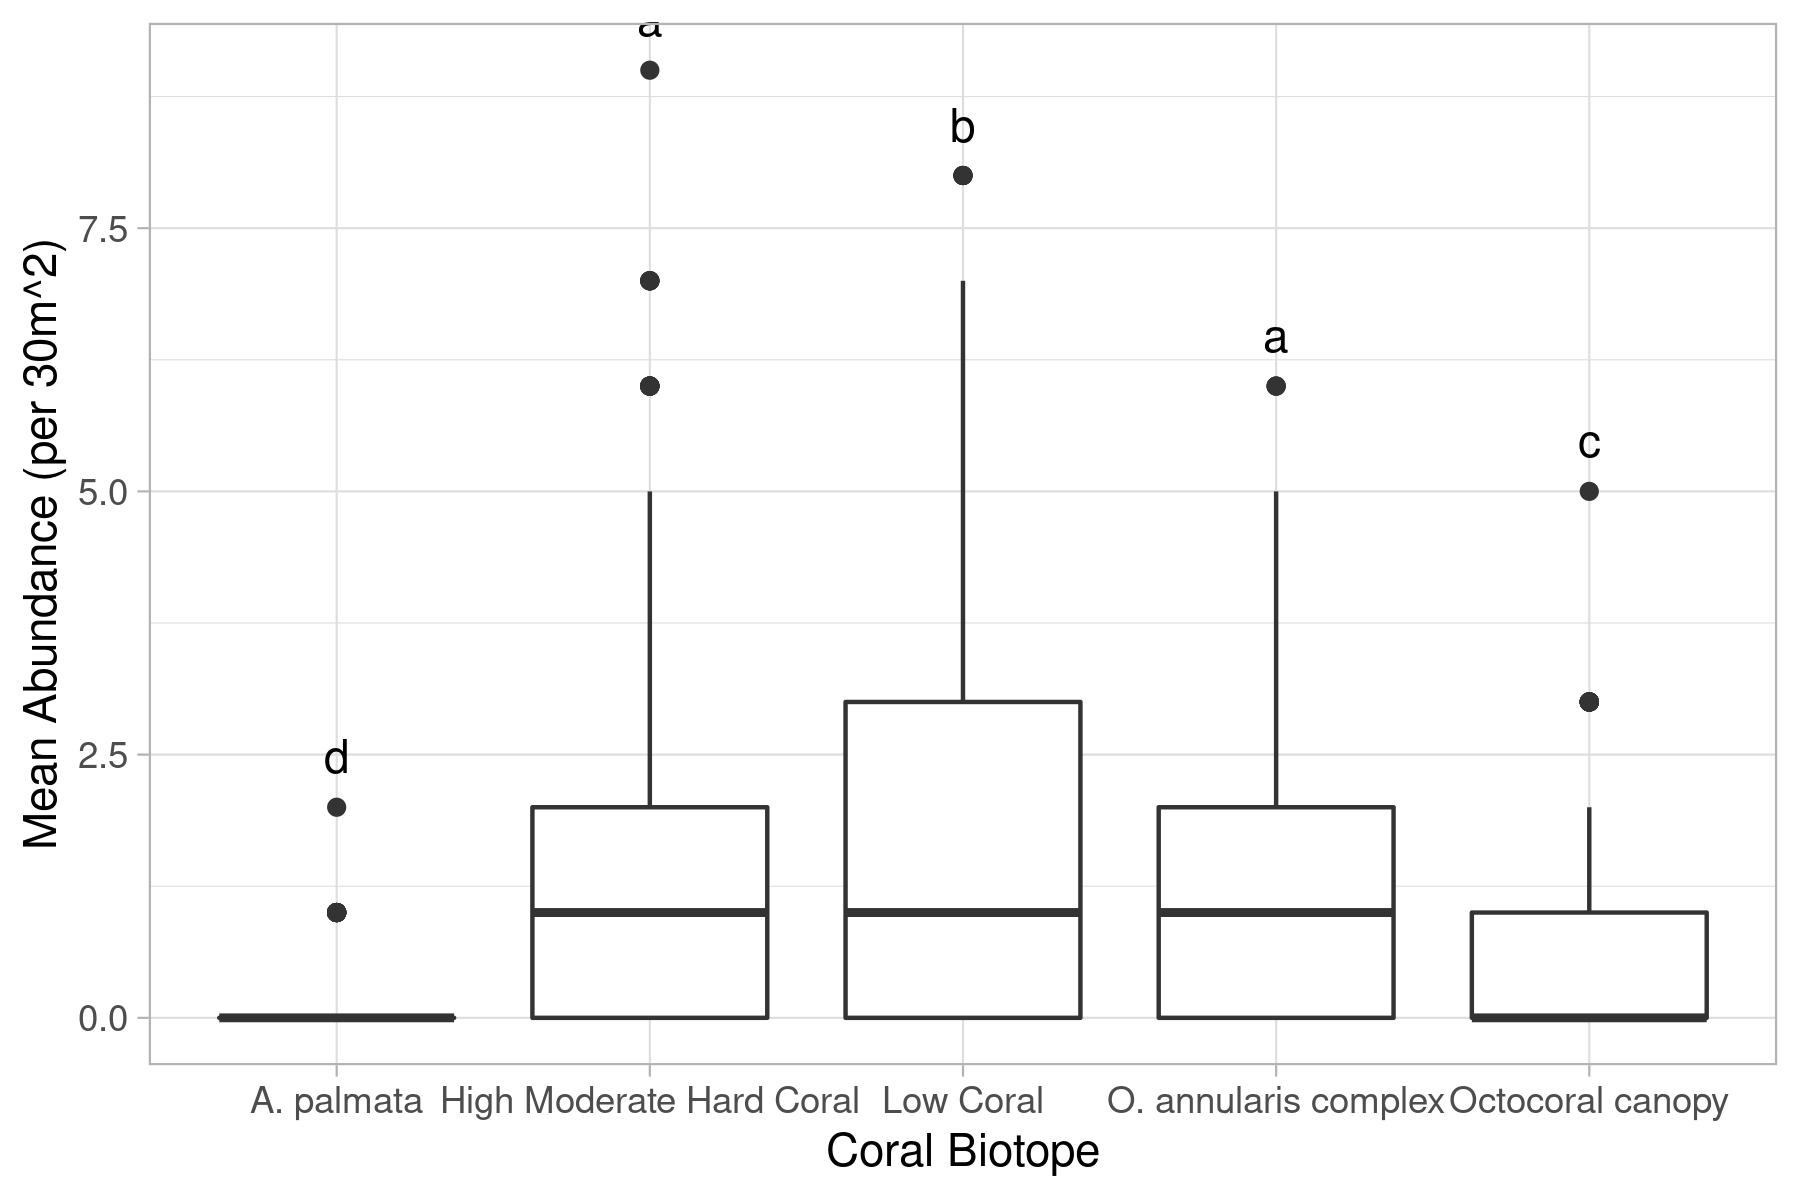 a
b
7.5
a
c
5.0
d
2.5
0.0
Mean Abundance (per 30m^2)
A. palmata High Moderate Hard Coral Low Coral O. annularis complex Octocoral canopy
Coral Biotope